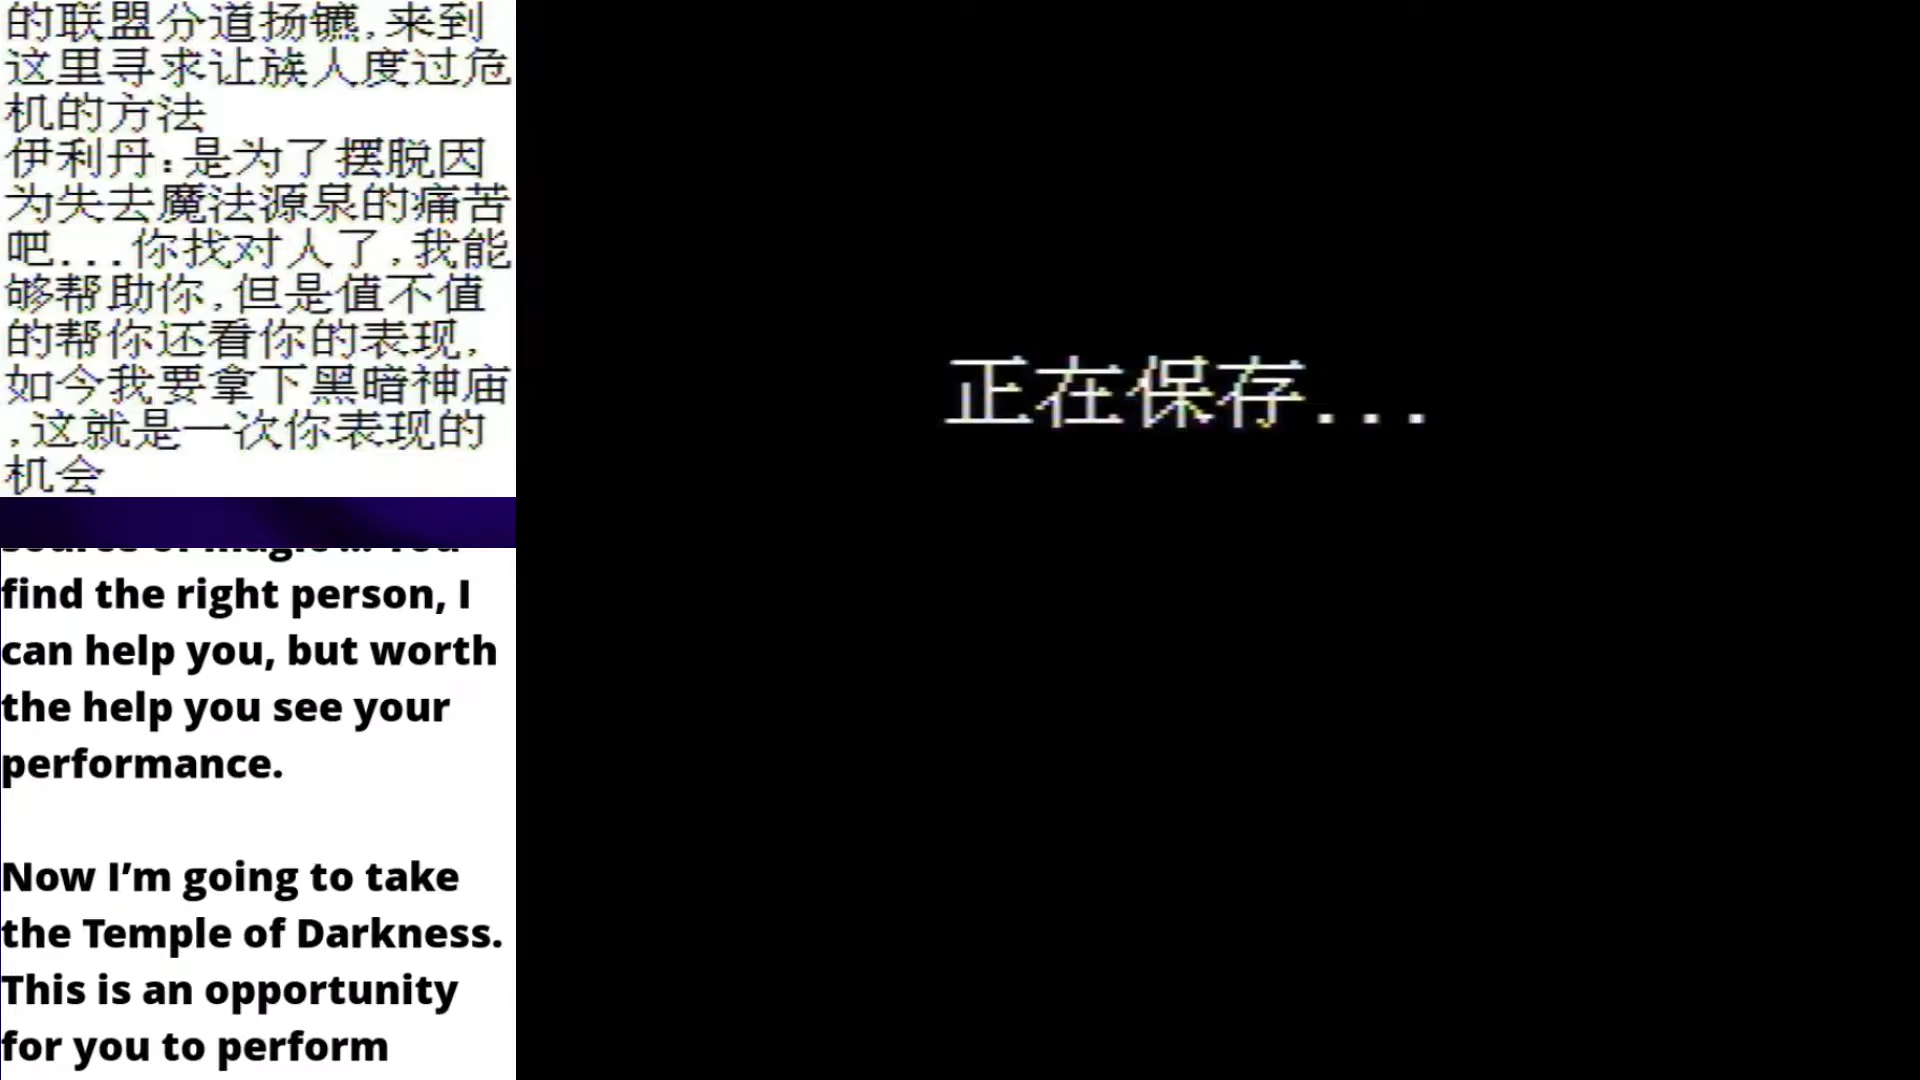 的联盟分道扬镳,来到
这里寻求让族人度过危
机的方法
伊利丹:是为了摆脱因
为失去魔法源泉的痛苦
吧...你找对人了,我能
够帮助你,但是值不值
的帮你还看你的表现,
如今我要拿下黑暗神庙
,这就是一次你表现的
机会
source of magic ... You
find the right person, I
can help you, but worth
the help you see your
performance.
Now I’m going to take
the Temple of Darkness.
This is an opportunity
for you to perform
正在保存...